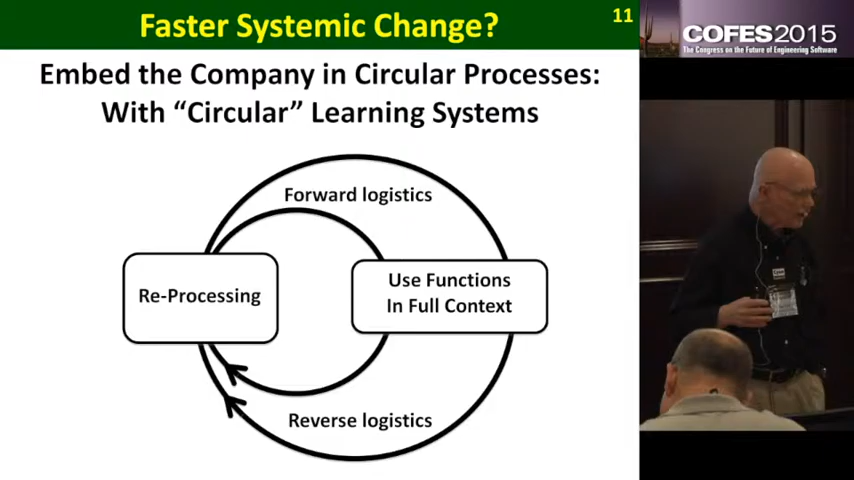 Faster Systemic Change?
11
Embed the Company in Circular Processes:
With “Circular” Learning Systems
Forward logistics
Re-Processing
Use Functions
In Full Context
Reverse logistics
COFES2015
The Congress on the Future of Engineering Software